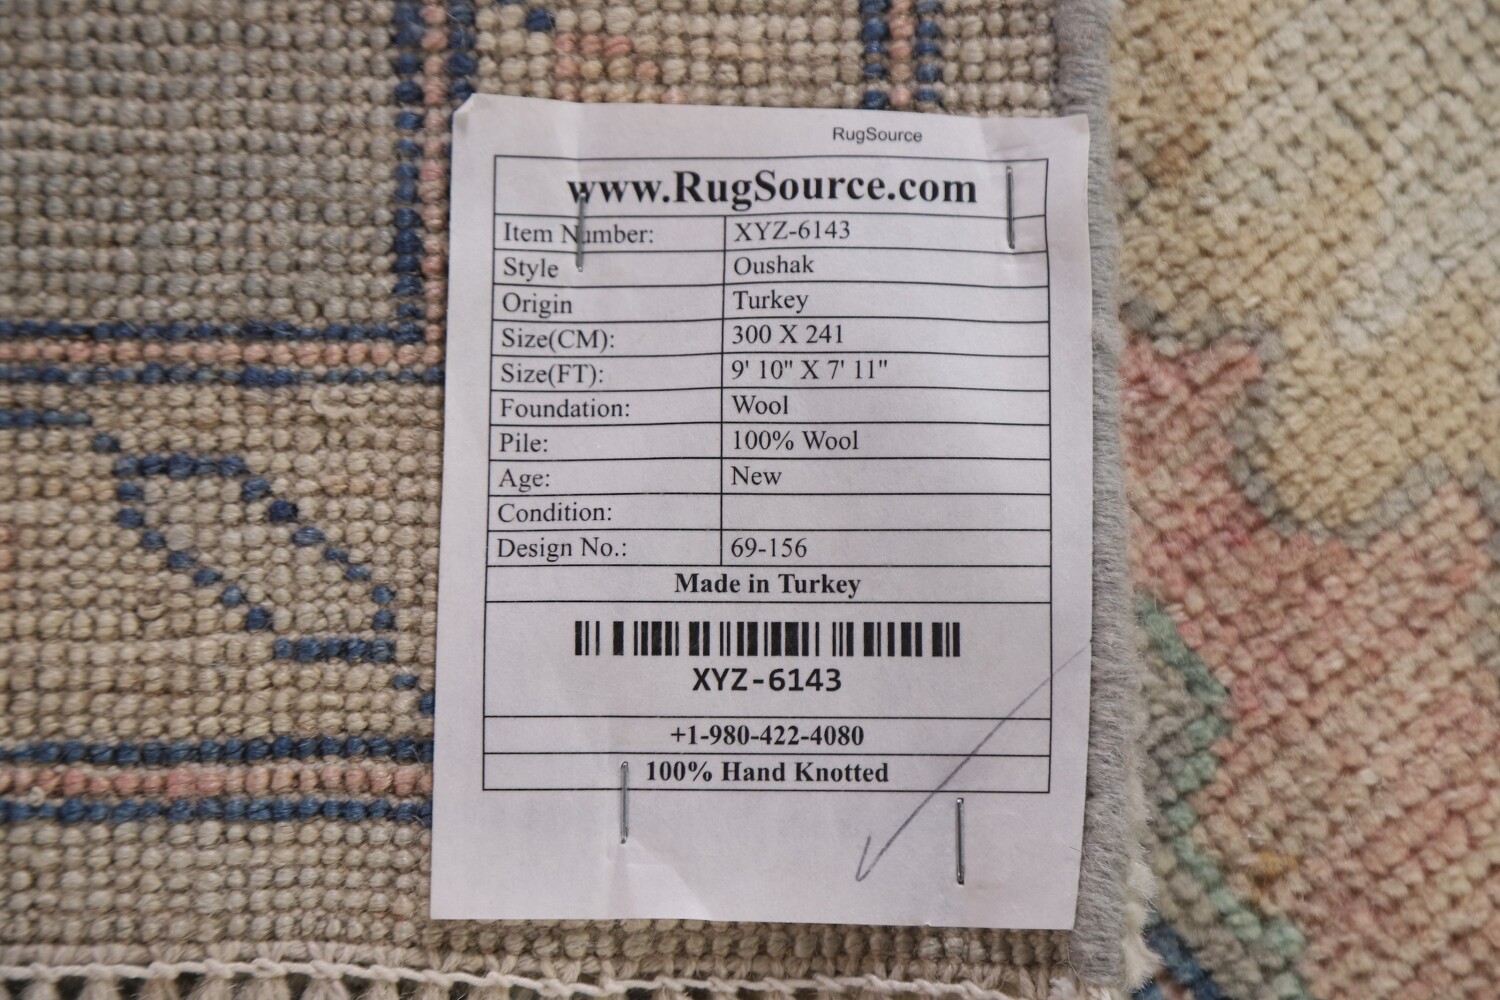 RugSource
www.RugSource.com
Item Number: XYZ-6143
Style Oushak
Origin Turkey
Size(CM): 300 X 241
Size(FT): 9' 10" X 7' 11"
Foundation: Wool
Pile: 100% Wool
Age: New
Condition:
Design No.: 69-156
Made in Turkey
XYZ-6143
+1-980-422-4080
100% Hand Knotted